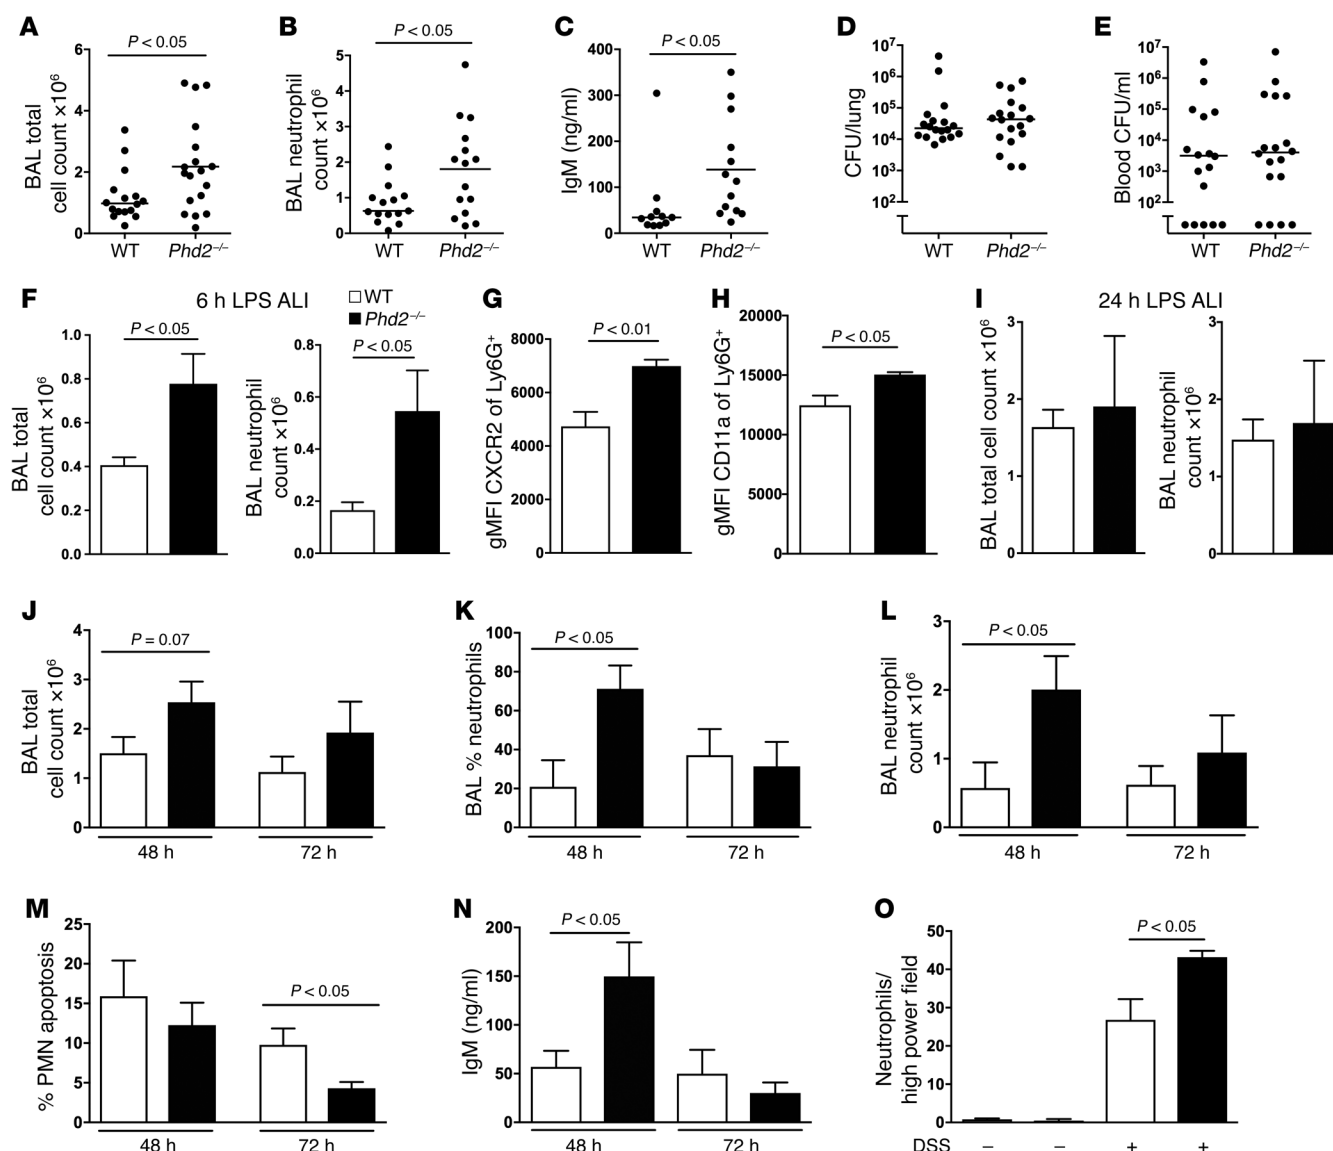 A
BAL total
cell count ×10⁶
P < 0.05
6
4
2
0
WT
Phd2⁻/⁻
B
BAL neutrophil
count ×10⁶
P < 0.05
5
4
3
2
1
0
WT
Phd2⁻/⁻
C
IgM (ng/ml)
P < 0.05
400
300
200
100
0
WT
Phd2⁻/⁻
D
CFU/lung
10⁷
10⁶
10⁵
10⁴
10³
10²
WT
Phd2⁻/⁻
E
Blood CFU/ml
10⁷
10⁶
10⁵
10⁴
10³
10²
WT
Phd2⁻/⁻
F
6 h LPS ALI
WT
Phd2⁻/⁻
BAL total
cell count ×10⁶
P < 0.05
1.0
0.8
0.6
0.4
0.2
0.0
BAL neutrophil
count ×10⁶
P < 0.05
0.8
0.6
0.4
0.2
0.0
G
gMFI CXCR2 of Ly6G⁺
P < 0.01
8000
6000
4000
2000
0
H
gMFI CD11a of Ly6G⁺
P < 0.05
20000
15000
10000
5000
0
I
24 h LPS ALI
BAL total cell count ×10⁶
3
2
1
0
BAL neutrophil
count ×10⁶
3
2
1
0
J
BAL total
cell count ×10⁶
P = 0.07
4
3
2
1
0
48 h
72 h
K
BAL % neutrophils
P < 0.05
100
80
60
40
20
0
48 h
72 h
L
BAL neutrophil
count ×10⁶
P < 0.05
3
2
1
0
48 h
72 h
M
% PMN apoptosis
P < 0.05
25
20
15
10
5
0
48 h
72 h
N
IgM (ng/ml)
P < 0.05
200
150
100
50
0
48 h
72 h
O
Neutrophils/
high power field
P < 0.05
50
40
30
20
10
0
DSS – – + +